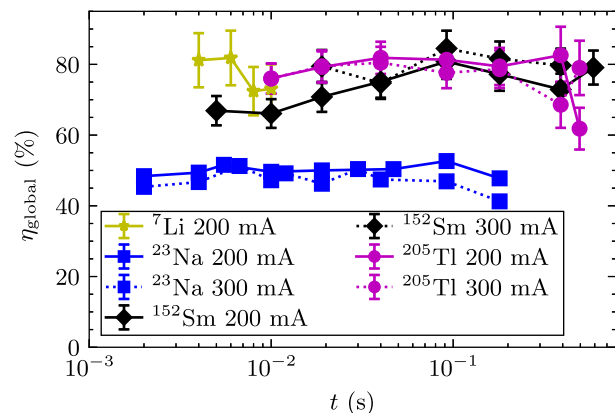 η_global (%)
100
80
60
40
20
0
⁷Li 200 mA
²³Na 200 mA
²³Na 300 mA
¹⁵²Sm 200 mA
¹⁵²Sm 300 mA
²⁰⁵Tl 200 mA
²⁰⁵Tl 300 mA
10⁻³ 10⁻² 10⁻¹
t (s)